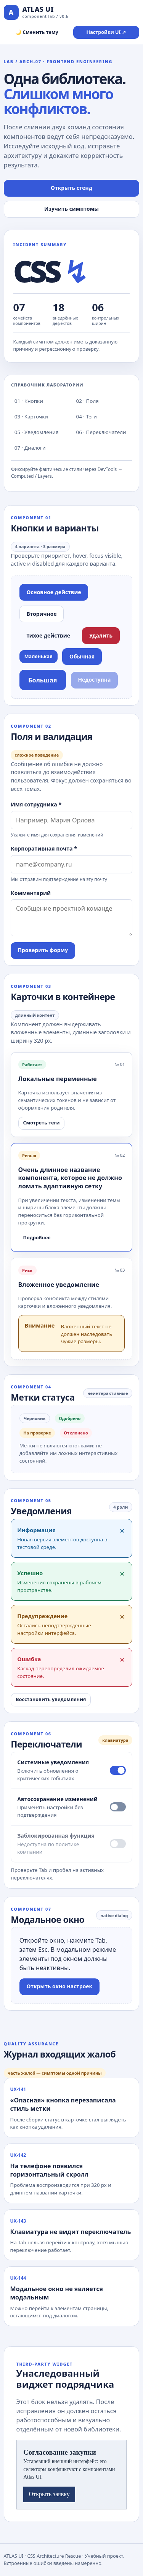 A
ATLAS UI
component lab / v0.6
🌙 Сменить тему
Настройки UI ↗
LAB / ARCH-07 · FRONTEND ENGINEERING
Одна библиотека.
Слишком много
конфликтов.
После слияния двух команд состояния
компонентов ведут себя непредсказуемо.
Исследуйте исходный код, исправьте
архитектуру и докажите корректность
результата.
Открыть стенд
Изучить симптомы
INCIDENT SUMMARY
CSS
07
семейств
компонентов
18
внедрённых
дефектов
06
контрольных
ширин
Каждый симптом должен иметь доказанную
причину и регрессионную проверку.
СПРАВОЧНИК ЛАБОРАТОРИИ
01 · Кнопки
02 · Поля
03 · Карточки
04 · Теги
05 · Уведомления
06 · Переключатели
07 · Диалоги
Фиксируйте фактические стили через DevTools →
Computed / Layers.
COMPONENT 01
Кнопки и варианты
4 варианта · 3 размера
Проверьте приоритет, hover, focus-visible,
active и disabled для каждого варианта.
Основное действие
Вторичное
Тихое действие
Удалить
Маленькая
Обычная
Большая
Недоступна
COMPONENT 02
Поля и валидация
сложное поведение
Сообщение об ошибке не должно
появляться до взаимодействия
пользователя. Фокус должен сохраняться во
всех темах.
Имя сотрудника *
Например, Мария Орлова
Укажите имя для сохранения изменений
Корпоративная почта *
name@company.ru
Мы отправим подтверждение на эту почту
Комментарий
Сообщение проектной команде
Проверить форму
COMPONENT 03
Карточки в контейнере
длинный контент
Компонент должен выдерживать
вложенные элементы, длинные заголовки и
ширину 320 px.
Работает
№ 01
Локальные переменные
Карточка использует значения из
семантических токенов и не зависит от
оформления родителя.
Смотреть теги
Ревью
№ 02
Очень длинное название
компонента, которое не должно
ломать адаптивную сетку
При увеличении текста, изменении темы
и ширины блока элементы должны
переноситься без горизонтальной
прокрутки.
Подробнее
Риск
№ 03
Вложенное уведомление
Проверка конфликта между стилями
карточки и вложенного уведомления.
Внимание
Вложенный текст не
должен наследовать
чужие размеры.
COMPONENT 04
Метки статуса
неинтерактивные
Черновик
Одобрено
На проверке
Отклонено
Метки не являются кнопками: не
добавляйте им ложных интерактивных
состояний.
COMPONENT 05
Уведомления
4 роли
Информация
×
Новая версия элементов доступна в
тестовой среде.
Успешно
×
Изменения сохранены в рабочем
пространстве.
Предупреждение
×
Остались неподтверждённые
настройки интерфейса.
Ошибка
×
Каскад переопределил ожидаемое
состояние.
Восстановить уведомления
COMPONENT 06
Переключатели
клавиатура
Системные уведомления
Включить обновления о
критических событиях
Автосохранение изменений
Применять настройки без
подтверждения
Заблокированная функция
Недоступно по политике
компании
Проверьте Tab и пробел на активных
переключателях.
COMPONENT 07
Модальное окно
native dialog
Откройте окно, нажмите Tab,
затем Esc. В модальном режиме
элементы под окном не должны
быть неактивны.
Открыть окно настроек
QUALITY ASSURANCE
Журнал входящих жалоб
часть жалоб — симптомы одной причины
UX-141
«Опасная» кнопка перезаписала
стиль метки
После сборки статус в карточке стал выглядеть
как кнопка удаления.
UX-142
На телефоне появился
горизонтальный скролл
Проблема воспроизводится при 320 px и
длинном названии карточки.
UX-143
Клавиатура не видит переключатель
На Tab нельзя перейти к контролу, хотя мышью
переключение работает.
UX-144
Модальное окно не является
модальным
Можно перейти к элементам страницы,
остающимся под диалогом.
THIRD-PARTY WIDGET
Унаследованный
виджет подрядчика
Этот блок нельзя удалять. После
исправления он должен остаться
работоспособным и визуально
отделённым от новой библиотеки.
Согласование закупки
Устаревший внешний интерфейс: его
селекторы конфликтуют с компонентами
Atlas UI.
Открыть заявку
ATLAS UI · CSS Architecture Rescue · Учебный проект.
Встроенные ошибки введены намеренно.